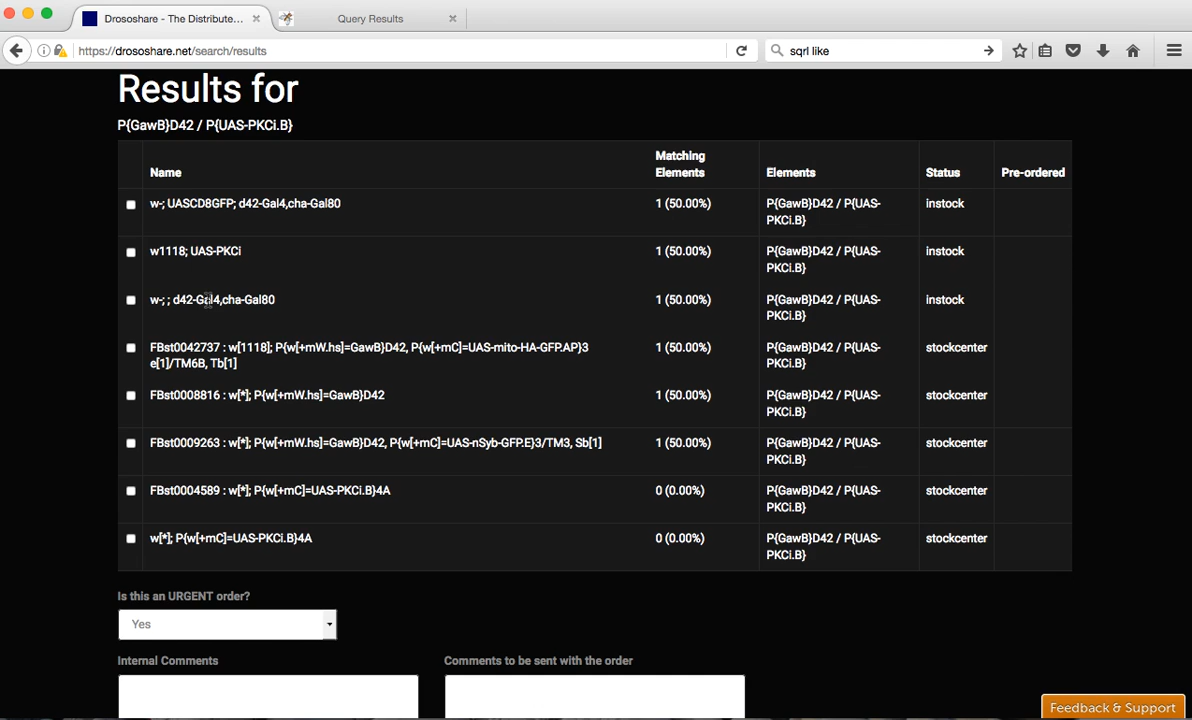 Drososhare - The Distribute...
Query Results
https://drososhare.net/search/results
sqrl like
Results for
P{GawB}D42 / P{UAS-PKCi.B}
Name
Matching
Elements
Elements
Status
Pre-ordered
w-; UASCD8GFP; d42-Gal4,cha-Gal80
1 (50.00%)
P{GawB}D42 / P{UAS-
PKCi.B}
instock
w1118; UAS-PKCi
1 (50.00%)
P{GawB}D42 / P{UAS-
PKCi.B}
instock
w-; ; d42-Gal4,cha-Gal80
1 (50.00%)
P{GawB}D42 / P{UAS-
PKCi.B}
instock
FBst0042737 : w[1118]; P{w[+mW.hs]=GawB}D42, P{w[+mC]=UAS-mito-HA-GFP.AP}3
e[1]/TM6B, Tb[1]
1 (50.00%)
P{GawB}D42 / P{UAS-
PKCi.B}
stockcenter
FBst0008816 : w[*]; P{w[+mW.hs]=GawB}D42
1 (50.00%)
P{GawB}D42 / P{UAS-
PKCi.B}
stockcenter
FBst0009263 : w[*]; P{w[+mW.hs]=GawB}D42, P{w[+mC]=UAS-nSyb-GFP.E}3/TM3, Sb[1]
1 (50.00%)
P{GawB}D42 / P{UAS-
PKCi.B}
stockcenter
FBst0004589 : w[*]; P{w[+mC]=UAS-PKCi.B}4A
0 (0.00%)
P{GawB}D42 / P{UAS-
PKCi.B}
stockcenter
w[*]; P{w[+mC]=UAS-PKCi.B}4A
0 (0.00%)
P{GawB}D42 / P{UAS-
PKCi.B}
stockcenter
Is this an URGENT order?
Yes
Internal Comments
Comments to be sent with the order
Feedback & Support